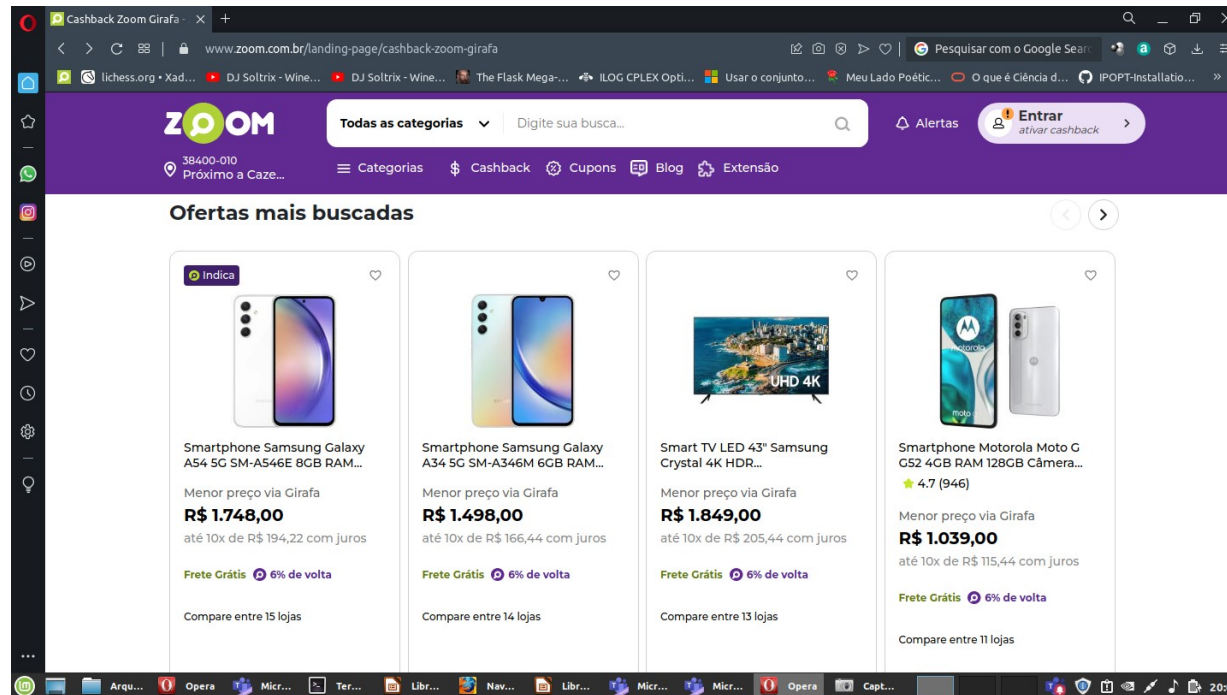 Cashback Zoom Girafa -
www.zoom.com.br/landing-page/cashback-zoom-girafa
Pesquisar com o Google Searc
lichess.org • Xad... DJ Soltrix - Wine... DJ Soltrix - Wine... The Flask Mega-... ILOG CPLEX Opti... Usar o conjunto... Meu Lado Poétic... O que é Ciência d... IPOPT-Installatio...
ZOOM
Todas as categorias Digite sua busca...
Alertas
Entrar
ativar cashback
38400-010
Próximo a Caze...
Categorias Cashback Cupons Blog Extensão
Ofertas mais buscadas
Indica
Smartphone Samsung Galaxy
A54 5G SM-A546E 8GB RAM...
Menor preço via Girafa
R$ 1.748,00
até 10x de R$ 194,22 com juros
Frete Grátis 6% de volta
Compare entre 15 lojas
Smartphone Samsung Galaxy
A34 5G SM-A346M 6GB RAM...
Menor preço via Girafa
R$ 1.498,00
até 10x de R$ 166,44 com juros
Frete Grátis 6% de volta
Compare entre 14 lojas
UHD 4K
Smart TV LED 43" Samsung
Crystal 4K HDR...
Menor preço via Girafa
R$ 1.849,00
até 10x de R$ 205,44 com juros
Frete Grátis 6% de volta
Compare entre 13 lojas
motorola
moto
Smartphone Motorola Moto G
G52 4GB RAM 128GB Câmera...
4.7 (946)
Menor preço via Girafa
R$ 1.039,00
até 10x de R$ 115,44 com juros
Frete Grátis 6% de volta
Compare entre 11 lojas
Arqu... Opera Micr... Ter... Libr... Nav... Libr... Micr... Micr... Opera Capt... 20